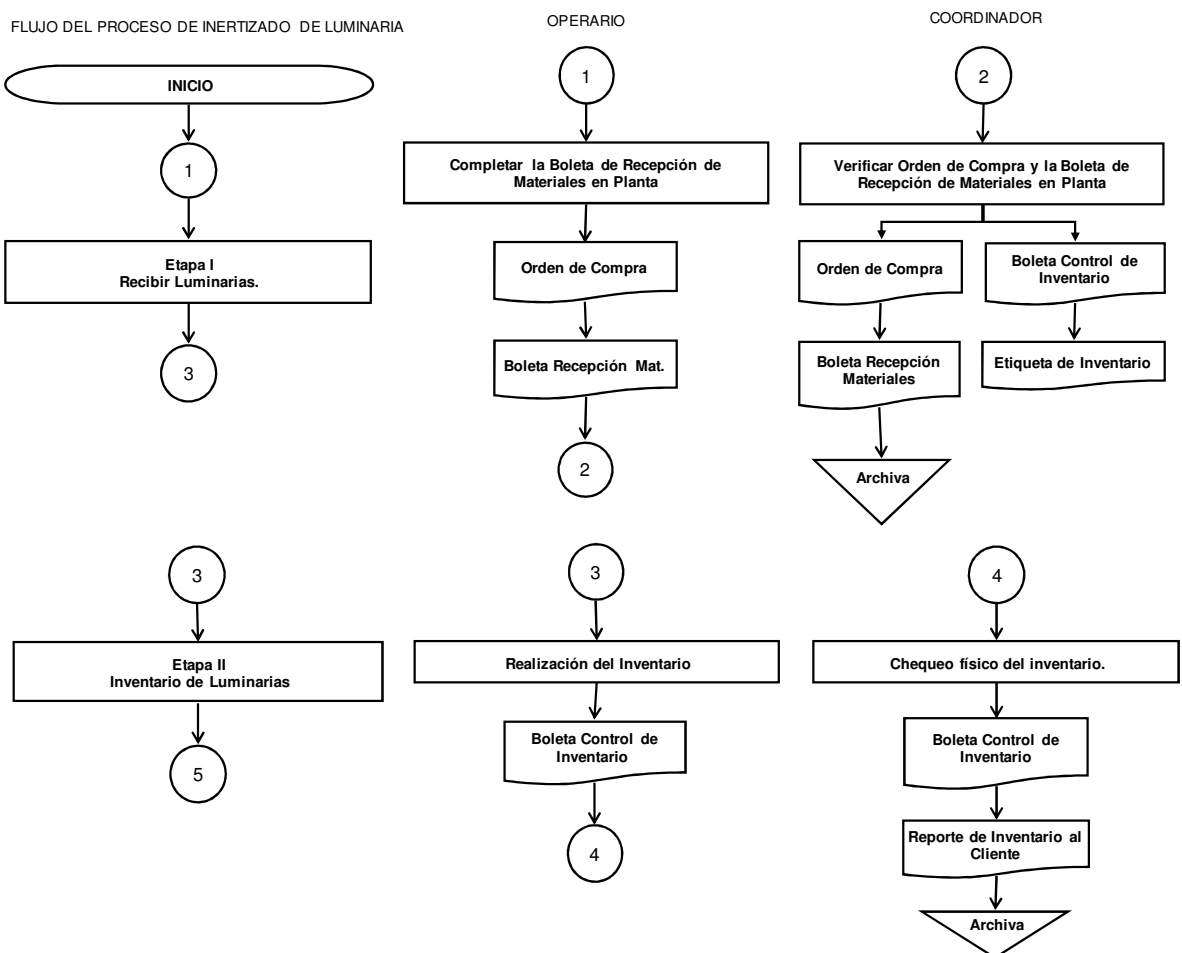 FLUJO DEL PROCESO DE INERTIZADO DE LUMINARIA
OPERARIO
COORDINADOR
INICIO
1
Etapa I
Recibir Luminarias.
3
1
Completar la Boleta de Recepción de
Materiales en Planta
Orden de Compra
Boleta Recepción Mat.
2
2
Verificar Orden de Compra y la Boleta de
Recepción de Materiales en Planta
Orden de Compra
Boleta Recepción
Materiales
Archiva
Boleta Control de
Inventario
Etiqueta de Inventario
3
Etapa II
Inventario de Luminarias
5
3
Realización del Inventario
Boleta Control de
Inventario
4
4
Chequeo físico del inventario.
Boleta Control de
Inventario
Reporte de Inventario al
Cliente
Archiva